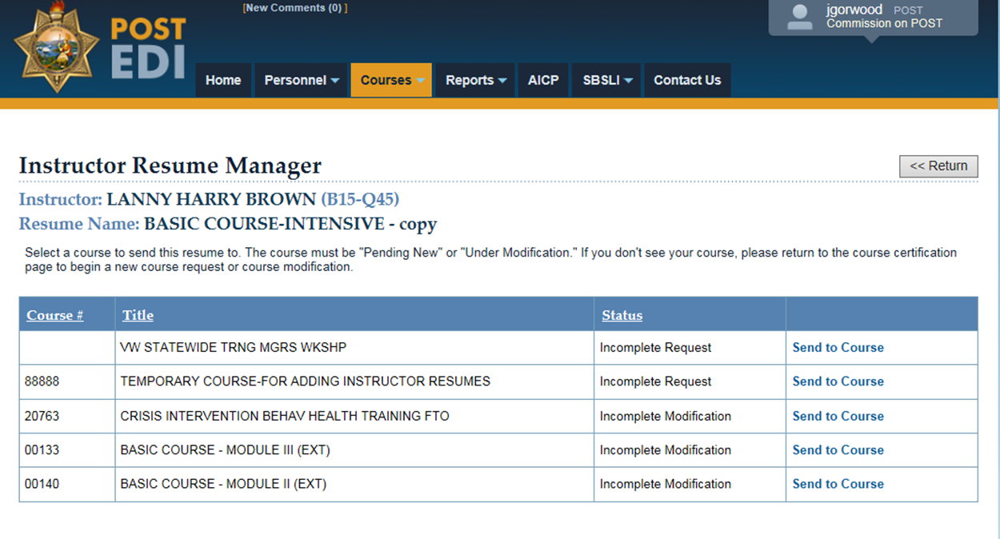 [New Comments (0) ]
jgorwood POST
Commission on POST
POST
EDI
Home Personnel Courses Reports AICP SBSLI Contact Us
Instructor Resume Manager
<< Return
Instructor: LANNY HARRY BROWN (B15-Q45)
Resume Name: BASIC COURSE-INTENSIVE - copy
Select a course to send this resume to. The course must be "Pending New" or "Under Modification." If you don't see your course, please return to the course certification
page to begin a new course request or course modification.
Course # Title Status
VW STATEWIDE TRNG MGRS WKSHP Incomplete Request Send to Course
88888 TEMPORARY COURSE-FOR ADDING INSTRUCTOR RESUMES Incomplete Request Send to Course
20763 CRISIS INTERVENTION BEHAV HEALTH TRAINING FTO Incomplete Modification Send to Course
00133 BASIC COURSE - MODULE III (EXT) Incomplete Modification Send to Course
00140 BASIC COURSE - MODULE II (EXT) Incomplete Modification Send to Course